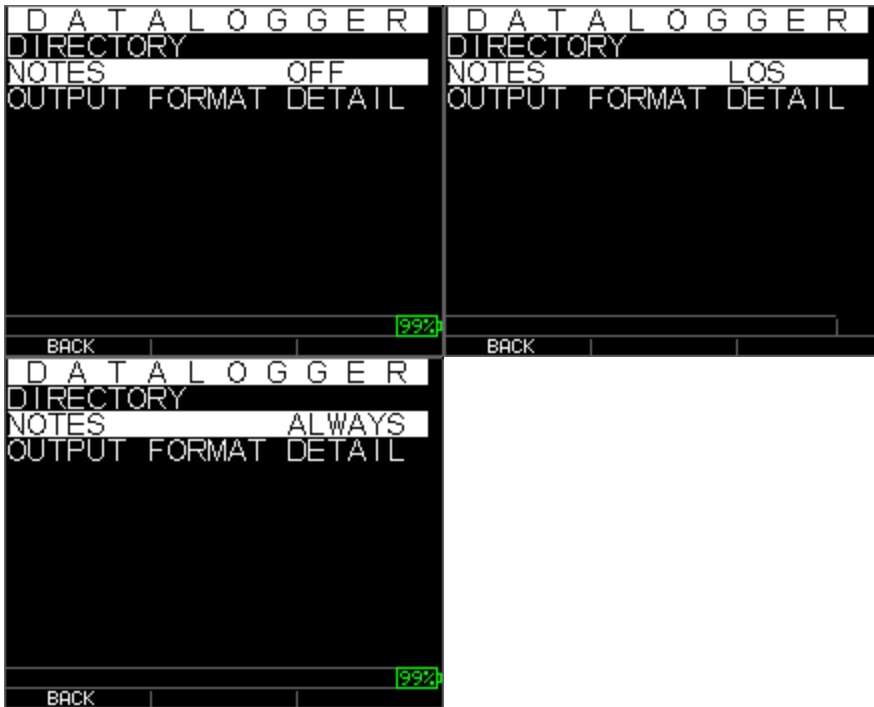 D A T A L O G G E R
DIRECTORY
NOTES OFF
OUTPUT FORMAT DETAIL
99%
BACK
D A T A L O G G E R
DIRECTORY
NOTES LOS
OUTPUT FORMAT DETAIL
BACK
D A T A L O G G E R
DIRECTORY
NOTES ALWAYS
OUTPUT FORMAT DETAIL
99%
BACK